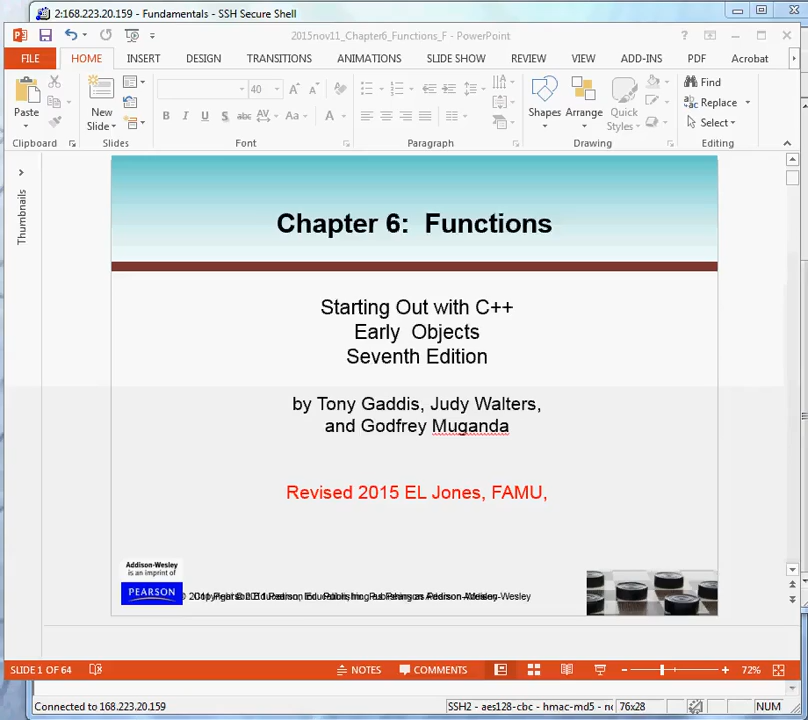 2:168.223.20.159 - Fundamentals - SSH Secure Shell
2015nov11_Chapter6_Functions_F - PowerPoint
FILE HOME INSERT DESIGN TRANSITIONS ANIMATIONS SLIDE SHOW REVIEW VIEW ADD-INS PDF Acrobat
40
Paste New Slide Shapes Arrange Quick Styles Find Replace Select
B I U S abc AV Aa A
Clipboard Slides Font Paragraph Drawing Editing
Thumbnails
Chapter 6: Functions
Starting Out with C++
Early Objects
Seventh Edition
by Tony Gaddis, Judy Walters,
and Godfrey Muganda
Revised 2015 EL Jones, FAMU,
Addison-Wesley
is an imprint of
PEARSON
SLIDE 1 OF 64 NOTES COMMENTS 72%
Connected to 168.223.20.159 SSH2 - aes128-cbc - hmac-md5 - 76x28 NUM